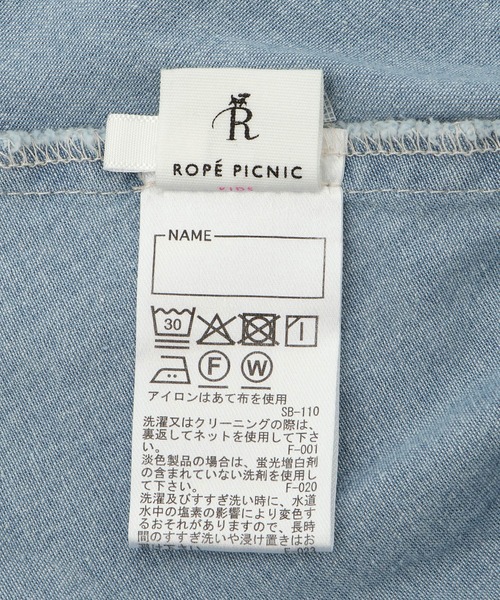 R
ROPÉ PICNIC
KIDS
NAME
30
F W
アイロンはあて布を使用
SB-110
洗濯又はクリーニングの際は、
裏返してネットを使用して下さ
い。 F-001
淡色製品の場合は、蛍光増白剤
の含まれていない洗剤を使用し
て下さい。 F-020
洗濯及びすすぎ洗い時に、水道
水中の塩素の影響により変色す
るおそれがありますので、長時
間のすすぎ洗いや浸け置きはお
F-023